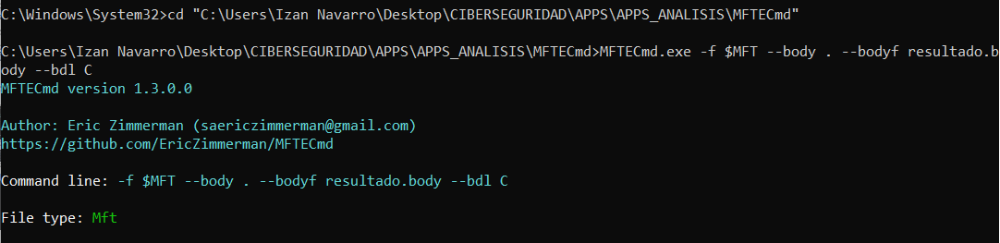 C:\Windows\System32>cd "C:\Users\Izan Navarro\Desktop\CIBERSEGURIDAD\APPS\APPS_ANALISIS\MFTECmd"
C:\Users\Izan Navarro\Desktop\CIBERSEGURIDAD\APPS\APPS_ANALISIS\MFTECmd>MFTECmd.exe -f $MFT --body . --bodyf resultado.b
ody --bdl C
MFTECmd version 1.3.0.0
Author: Eric Zimmerman (saericzimmerman@gmail.com)
https://github.com/EricZimmerman/MFTECmd
Command line: -f $MFT --body . --bodyf resultado.body --bdl C
File type: Mft